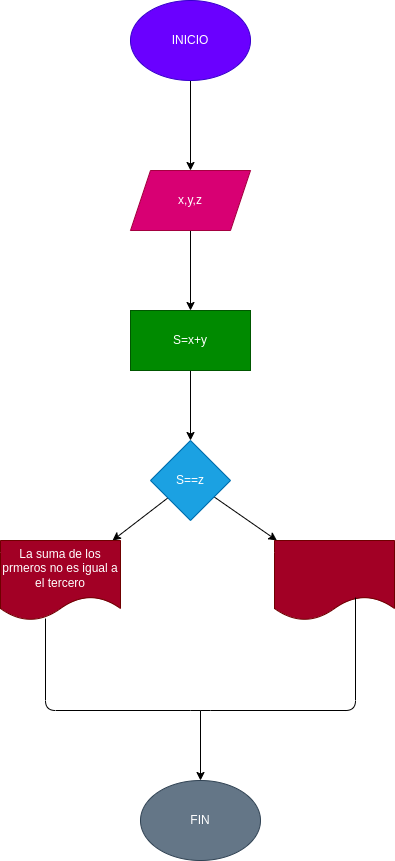 INICIO
x,y,z
S=x+y
S==z
La suma de los
prmeros no es igual a
el tercero
FIN